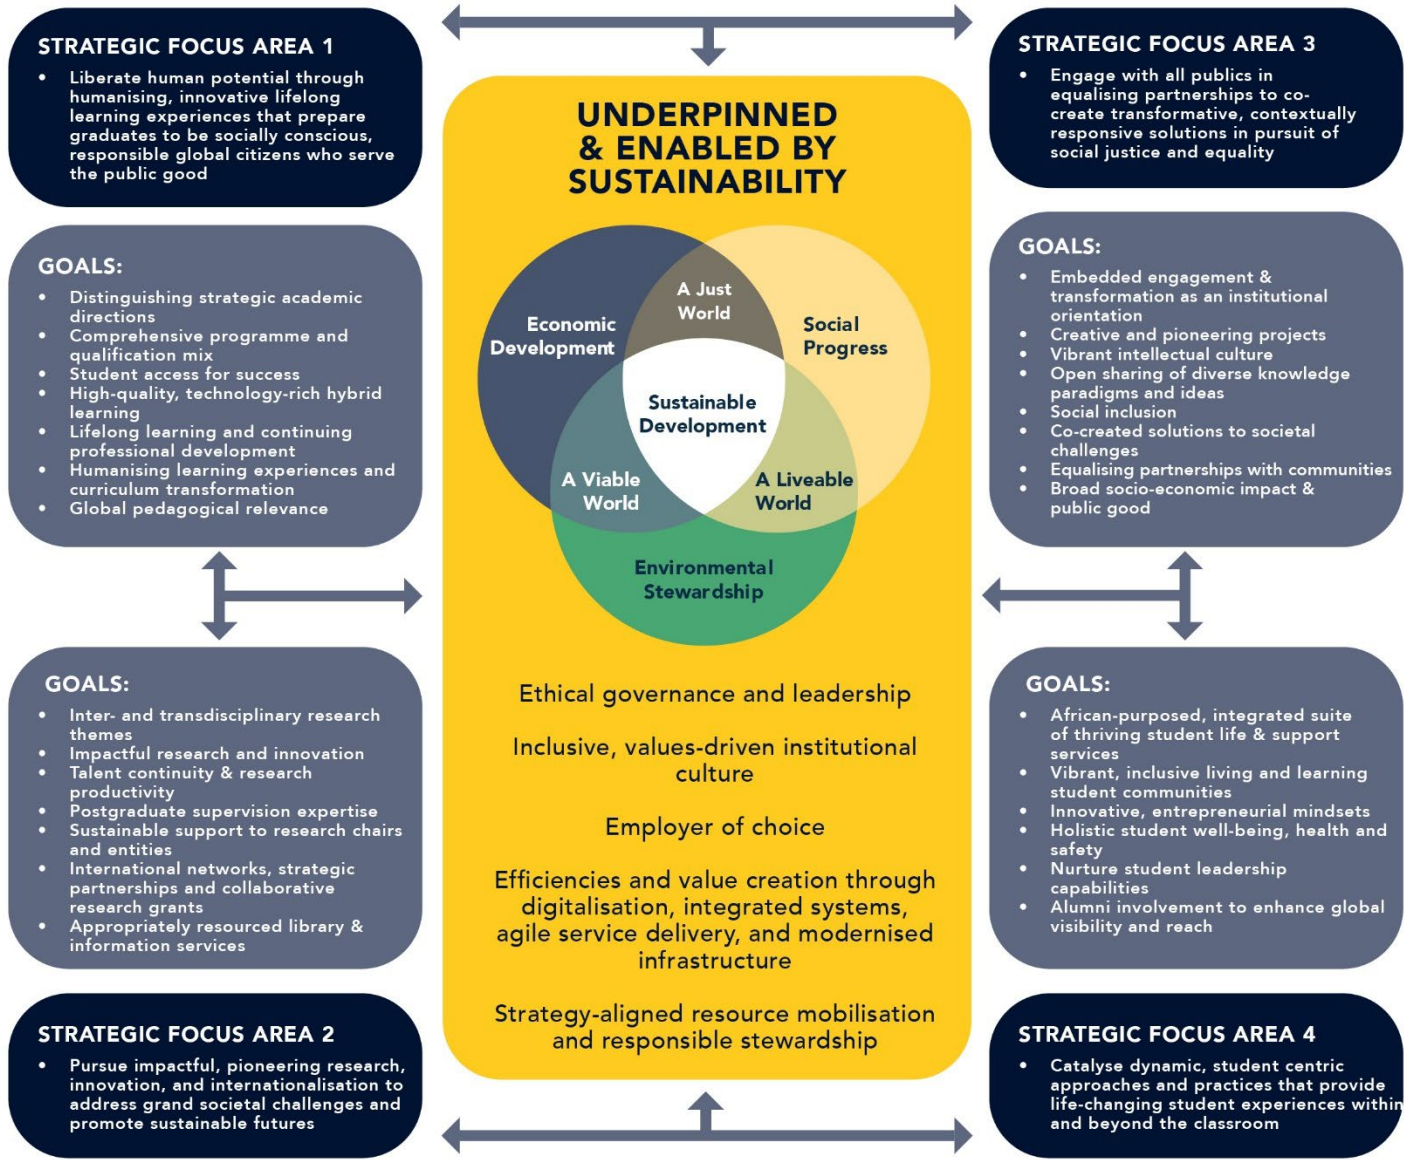 STRATEGIC FOCUS AREA 1
• Liberate human potential through
humanising, innovative lifelong
learning experiences that prepare
graduates to be socially conscious,
responsible global citizens who serve
the public good
GOALS:
• Distinguishing strategic academic
directions
• Comprehensive programme and
qualification mix
• Student access for success
• High-quality, technology-rich hybrid
learning
• Lifelong learning and continuing
professional development
• Humanising learning experiences and
curriculum transformation
• Global pedagogical relevance
GOALS:
• Inter- and transdisciplinary research
themes
• Impactful research and innovation
• Talent continuity & research
productivity
• Postgraduate supervision expertise
• Sustainable support to research chairs
and entities
• International networks, strategic
partnerships and collaborative
research grants
• Appropriately resourced library &
information services
STRATEGIC FOCUS AREA 2
• Pursue impactful, pioneering research,
innovation, and internationalisation to
address grand societal challenges and
promote sustainable futures
UNDERPINNED
& ENABLED BY
SUSTAINABILITY
Economic
Development
A Just
World
Social
Progress
Sustainable
Development
A Viable
World
A Liveable
World
Environmental
Stewardship
Ethical governance and leadership
Inclusive, values-driven institutional
culture
Employer of choice
Efficiencies and value creation through
digitalisation, integrated systems,
agile service delivery, and modernised
infrastructure
Strategy-aligned resource mobilisation
and responsible stewardship
STRATEGIC FOCUS AREA 3
• Engage with all publics in
equalising partnerships to co-
create transformative, contextually
responsive solutions in pursuit of
social justice and equality
GOALS:
• Embedded engagement &
transformation as an institutional
orientation
• Creative and pioneering projects
• Vibrant intellectual culture
• Open sharing of diverse knowledge
paradigms and ideas
• Social inclusion
• Co-created solutions to societal
challenges
• Equalising partnerships with communities
• Broad socio-economic impact &
public good
GOALS:
• African-purposed, integrated suite
of thriving student life & support
services
• Vibrant, inclusive living and learning
student communities
• Innovative, entrepreneurial mindsets
• Holistic student well-being, health and
safety
• Nurture student leadership
capabilities
• Alumni involvement to enhance global
visibility and reach
STRATEGIC FOCUS AREA 4
• Catalyse dynamic, student centric
approaches and practices that provide
life-changing student experiences within
and beyond the classroom